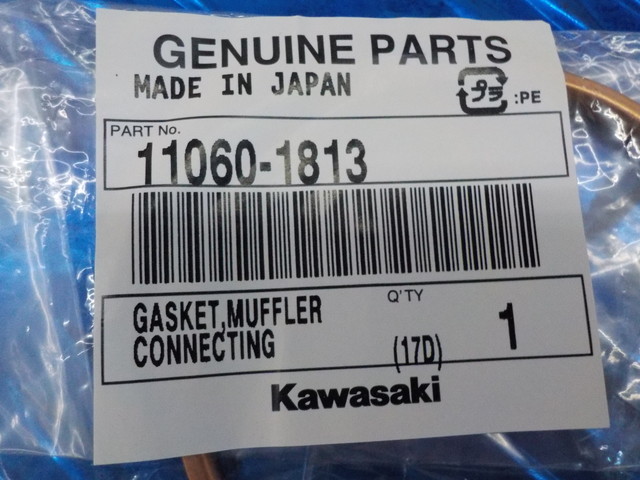 GENUINE PARTS
MADE IN JAPAN
プラ :PE
PART No.
11060-1813
GASKET,MUFFLER Q'TY
CONNECTING (17D) 1
Kawasaki